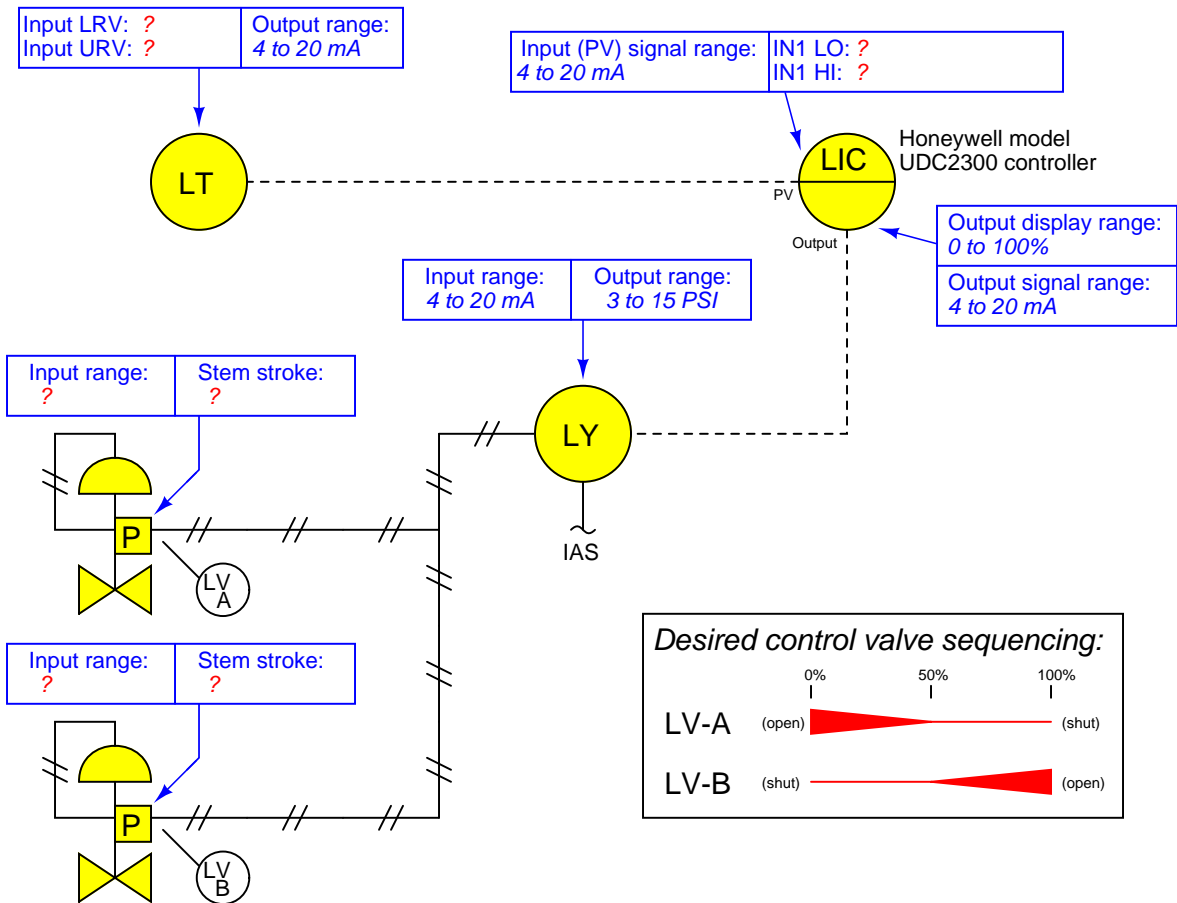 Input LRV: ?
Input URV: ?
Output range:
4 to 20 mA
Input (PV) signal range:
4 to 20 mA
IN1 LO: ?
IN1 HI: ?
LT
LIC
PV
Output
Honeywell model
UDC2300 controller
Output display range:
0 to 100%
Output signal range:
4 to 20 mA
Input range:
4 to 20 mA
Output range:
3 to 15 PSI
LY
IAS
Input range:
?
Stem stroke:
?
P
LV
A
Input range:
?
Stem stroke:
?
P
LV
B
Desired control valve sequencing:
0% 50% 100%
LV-A (open) (shut)
LV-B (shut) (open)